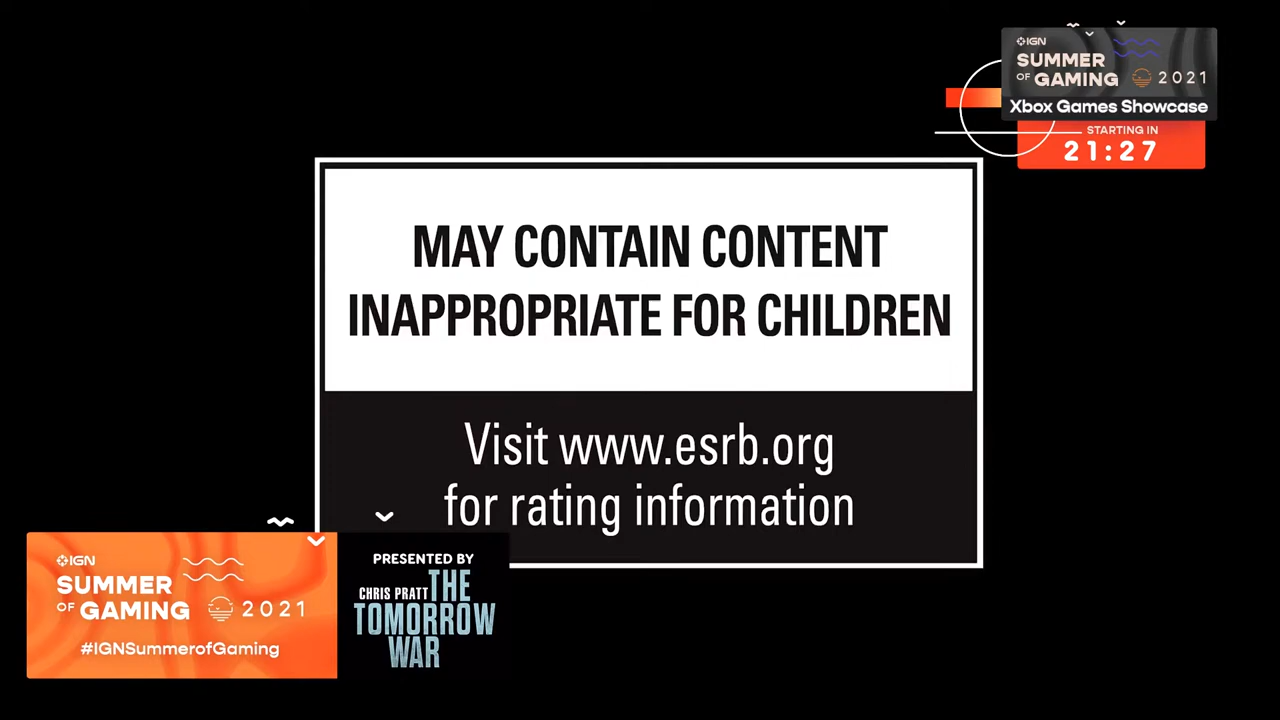 IGN
SUMMER
OF GAMING 2021
Xbox Games Showcase
STARTING IN
21:27
MAY CONTAIN CONTENT
INAPPROPRIATE FOR CHILDREN
Visit www.esrb.org
for rating information
IGN
SUMMER
OF GAMING 2021
#IGNSummerofGaming
PRESENTED BY
CHRIS PRATT THE
TOMORROW
WAR